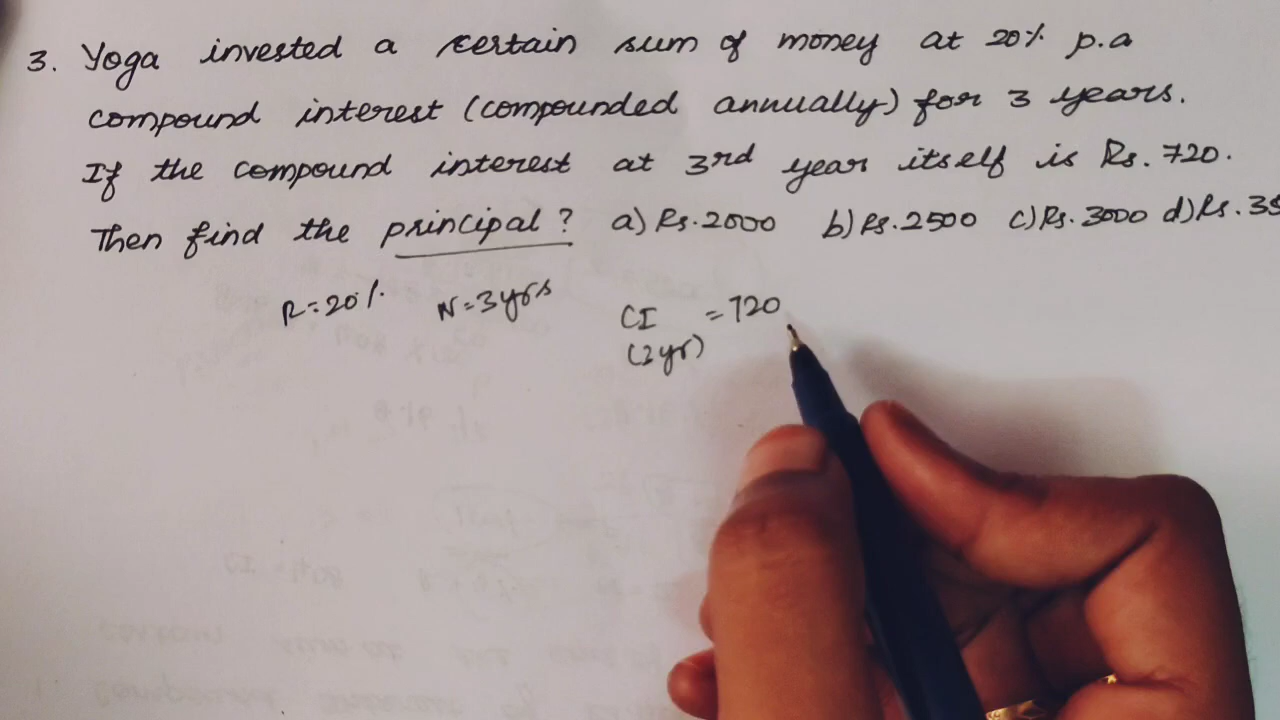 3. Yoga invested a certain sum of money at 20% p.a
compound interest (compounded annually) for 3 years.
If the compound interest at 3rd year itself is Rs. 720.
Then find the principal? a) Rs.2000 b) Rs.2500 c) Rs.3000 d) Rs.35
R=20% N=3yrs CI =720
(3yr)